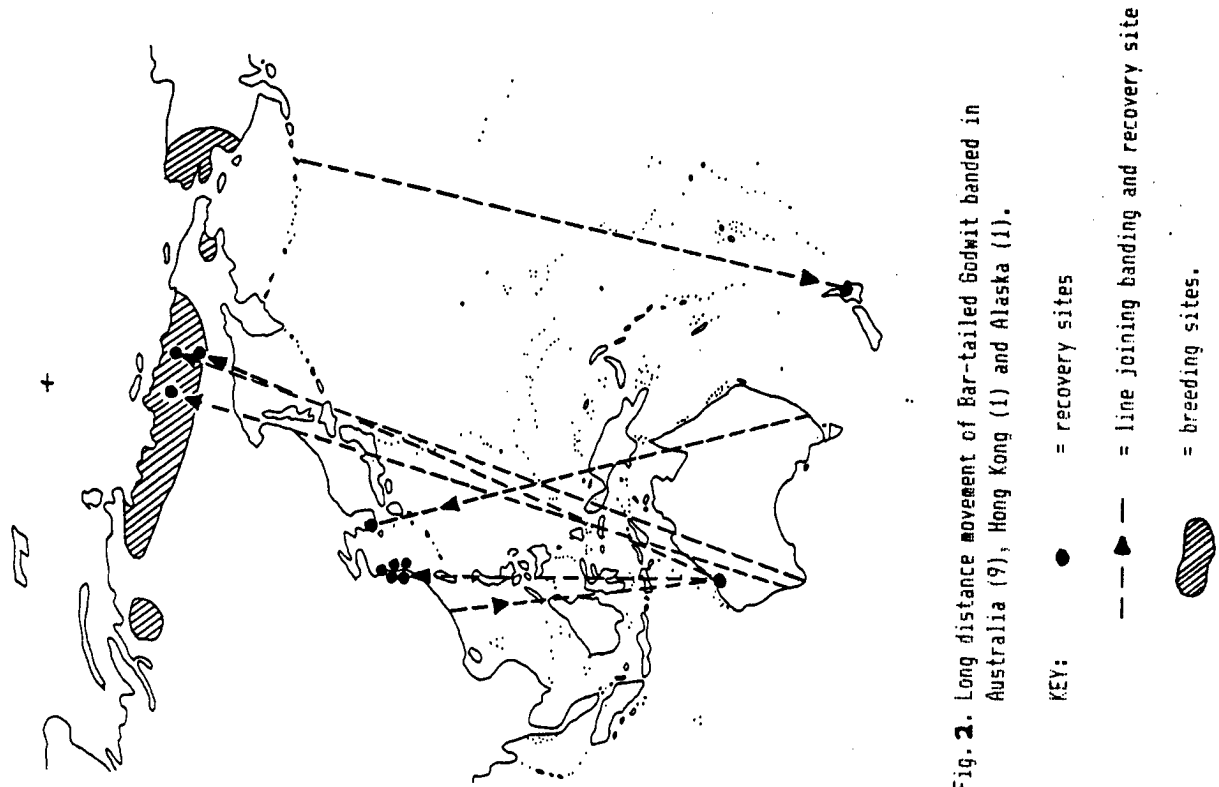 Fig. 2. Long distance movement of Bar-tailed Godwit banded in
Australia (9), Hong Kong (1) and Alaska (1).
KEY:
= recovery sites
= line joining banding and recovery site
= breeding sites.